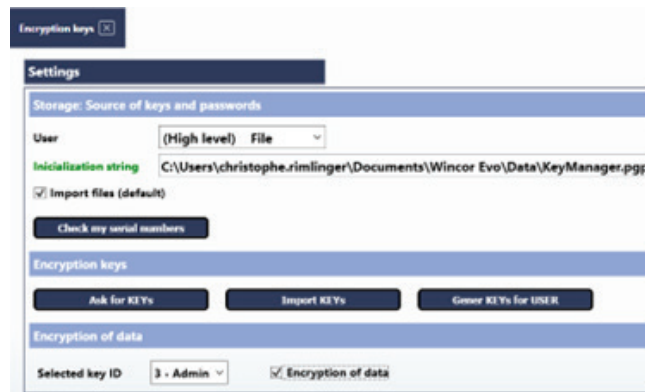 Encryption keys
Settings
Storage: Source of keys and passwords
User (High level) File
Inicialization string C:\Users\christophe.rimlinger\Documents\Wincor Evo\Data\KeyManager.pgp
Import files (default)
Check my serial numbers
Encryption keys
Ask for KEYs Import KEYs Gener KEYs for USER
Encryption of data
Selected key ID 3 - Admin Encryption of data